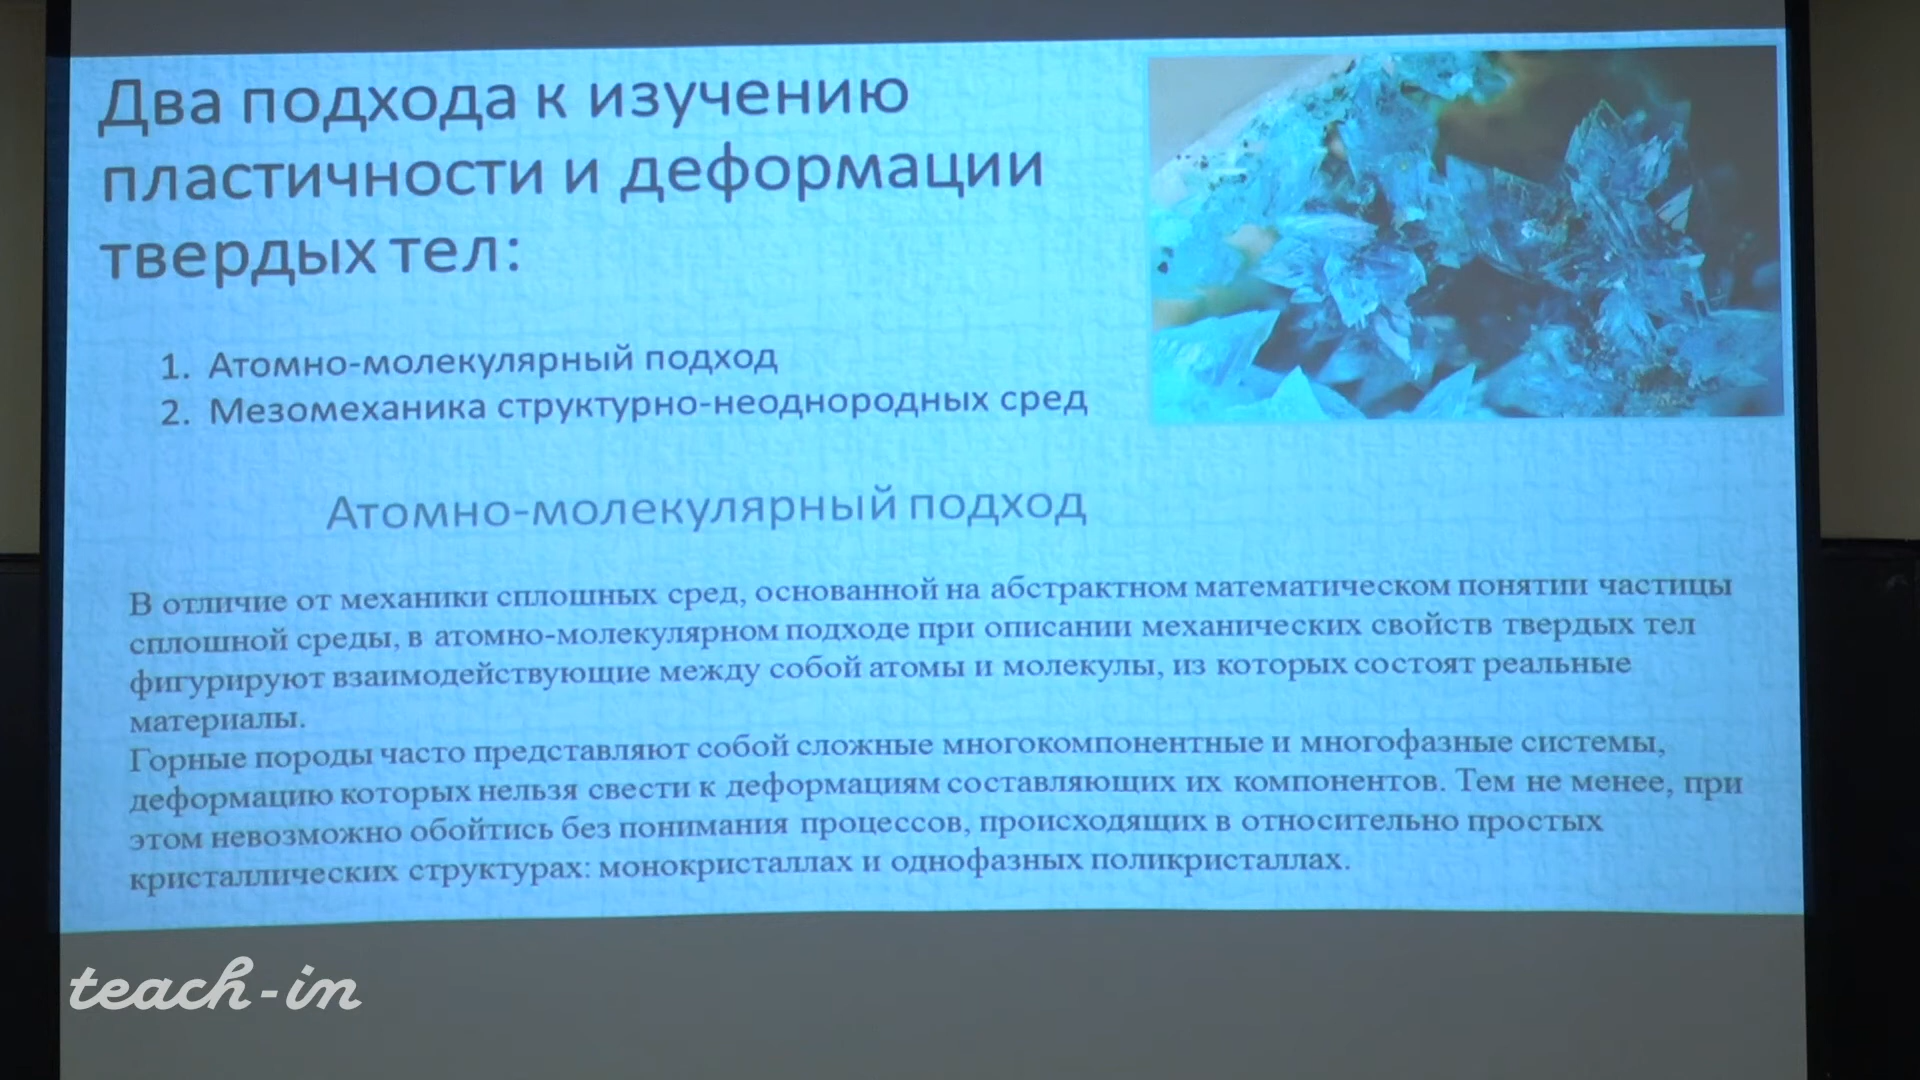 Два подхода к изучению
пластичности и деформации
твердых тел:
1. Атомно-молекулярный подход
2. Мезомеханика структурно-неоднородных сред
Атомно-молекулярный подход
В отличие от механики сплошных сред, основанной на абстрактном математическом понятии частицы
сплошной среды, в атомно-молекулярном подходе при описании механических свойств твердых тел
фигурируют взаимодействующие между собой атомы и молекулы, из которых состоят реальные
материалы.
Горные породы часто представляют собой сложные многокомпонентные и многофазные системы,
деформацию которых нельзя свести к деформациям составляющих их компонентов. Тем не менее, при
этом невозможно обойтись без понимания процессов, происходящих в относительно простых
кристаллических структурах: монокристаллах и однофазных поликристаллах.
teach-in